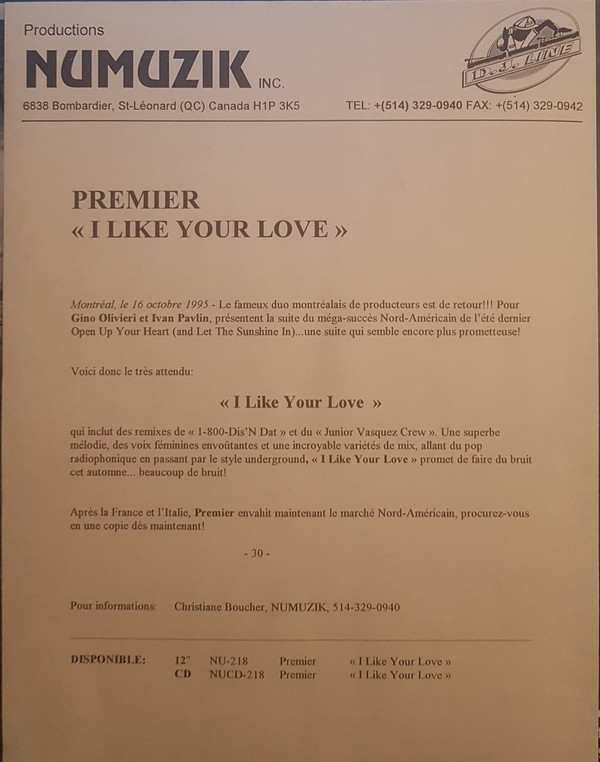 Productions
NUMUZIK INC.
D.J. LINE
6838 Bombardier, St-Léonard (QC) Canada H1P 3K5 TEL: +(514) 329-0940 FAX: +(514) 329-0942
PREMIER
« I LIKE YOUR LOVE »
Montréal, le 16 octobre 1995 - Le fameux duo montréalais de producteurs est de retour!!! Pour
Gino Olivieri et Ivan Pavlin, présentent la suite du méga-succès Nord-Américain de l'été dernier
Open Up Your Heart (and Let The Sunshine In)...une suite qui semble encore plus prometteuse!
Voici donc le très attendu:
« I Like Your Love »
qui inclut des remixes de « 1-800-Dis'N Dat » et du « Junior Vasquez Crew ». Une superbe
mélodie, des voix féminines envoûtantes et une incroyable variétés de mix, allant du pop
radiophonique en passant par le style underground, « I Like Your Love » promet de faire du bruit
cet automne... beaucoup de bruit!
Après la France et l'Italie, Premier envahit maintenant le marché Nord-Américain, procurez-vous
en une copie dès maintenant!
- 30 -
Pour informations: Christiane Boucher, NUMUZIK, 514-329-0940
DISPONIBLE: 12" NU-218 Premier « I Like Your Love »
CD NUCD-218 Premier « I Like Your Love »